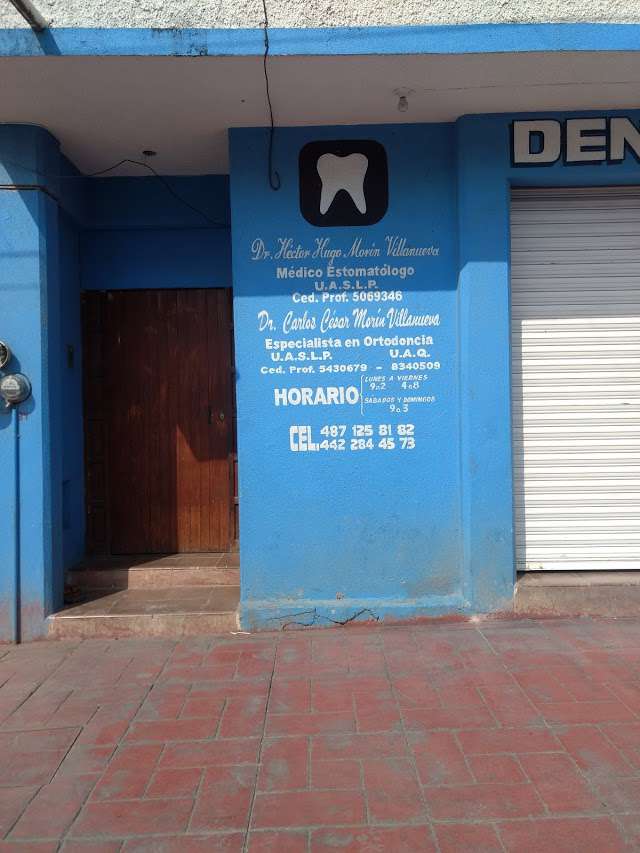 DEN
Dr. Héctor Hugo Morín Villanueva
Médico Estomatólogo
U.A.S.L.P.
Ced. Prof. 5069346
Dr. Carlos César Morín Villanueva
Especialista en Ortodoncia
U.A.S.L.P. U.A.Q.
Ced. Prof. 5430679 - 8340509
HORARIO
LUNES A VIERNES
9 a 2 4 a 8
SABADOS Y DOMINGOS
9 a 3
CEL. 487 125 81 82
442 284 45 73